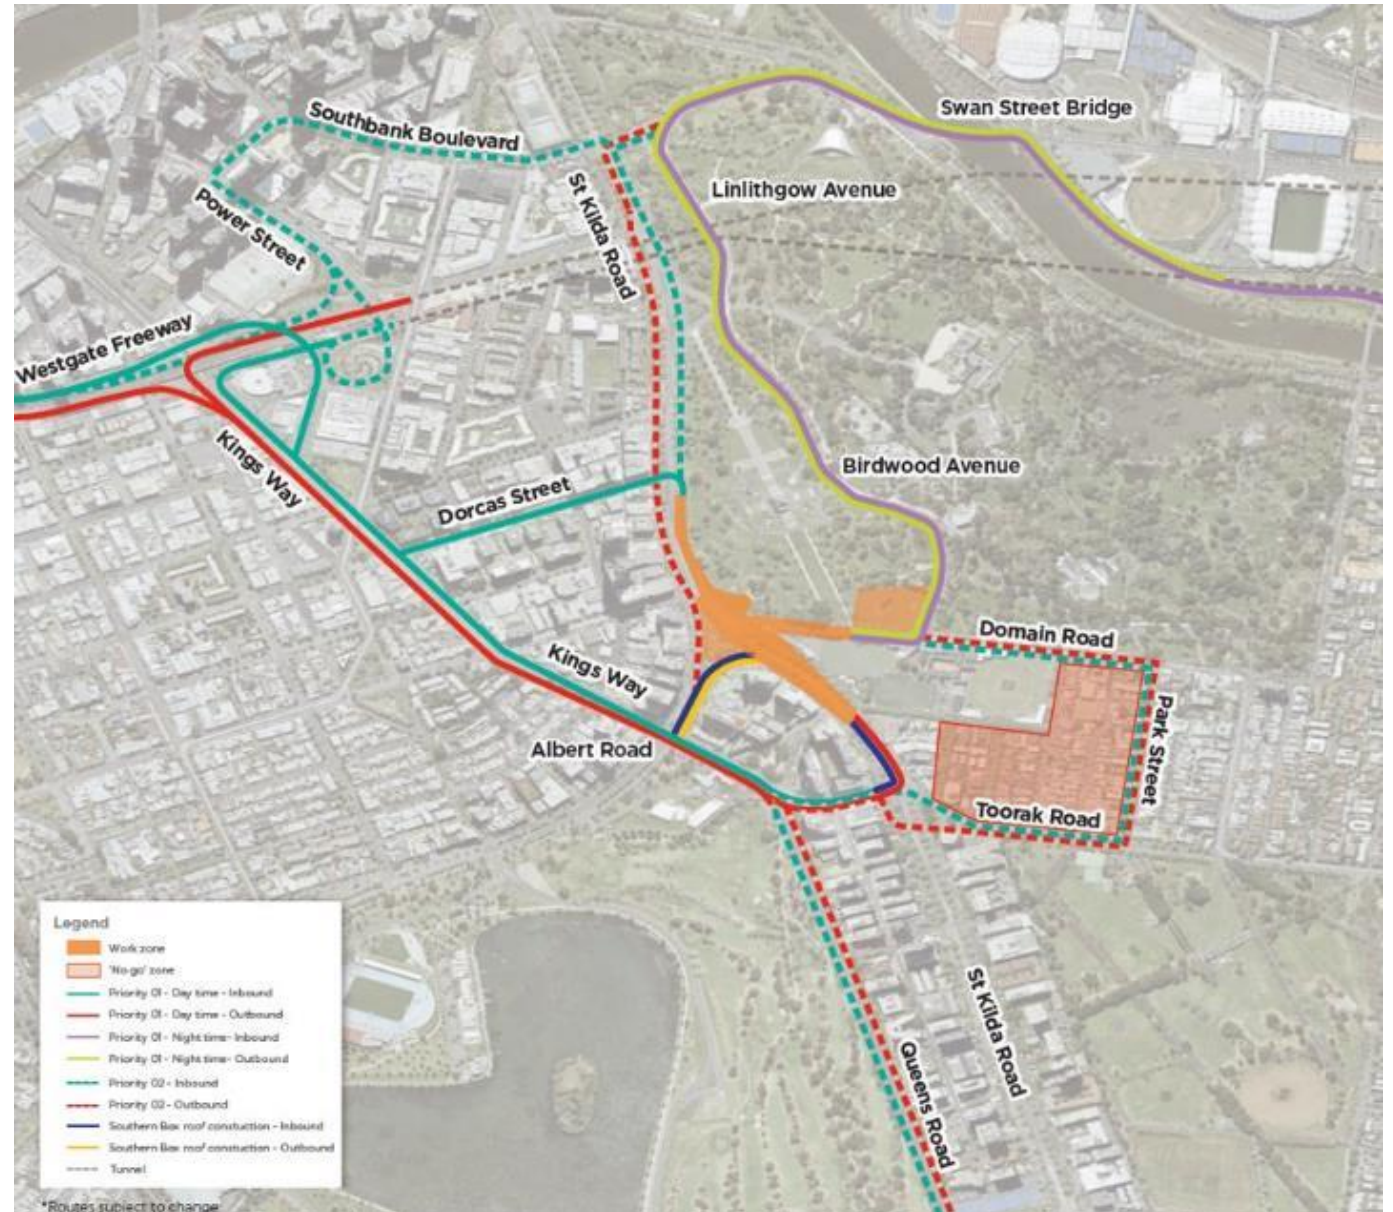 Southbank Boulevard
Swan Street Bridge
St Kilda Road
Linlithgow Avenue
Power Street
Westgate Freeway
Kings Way
Birdwood Avenue
Dorcas Street
Domain Road
Kings Way
Park Street
Albert Road
Toorak Road
Legend
Work zone
'No-go' zone
Priority 01 - Day time - Inbound
Priority 01 - Day time - Outbound
Priority 01 - Night time- Inbound
Priority 01 - Night time- Outbound
Priority 02 - Inbound
Priority 02 - Outbound
Southern Box roof constuction - Inbound
Southern Box roof constuction - Outbound
Tunnel
St Kilda Road
Queens Road
*Routes subject to change